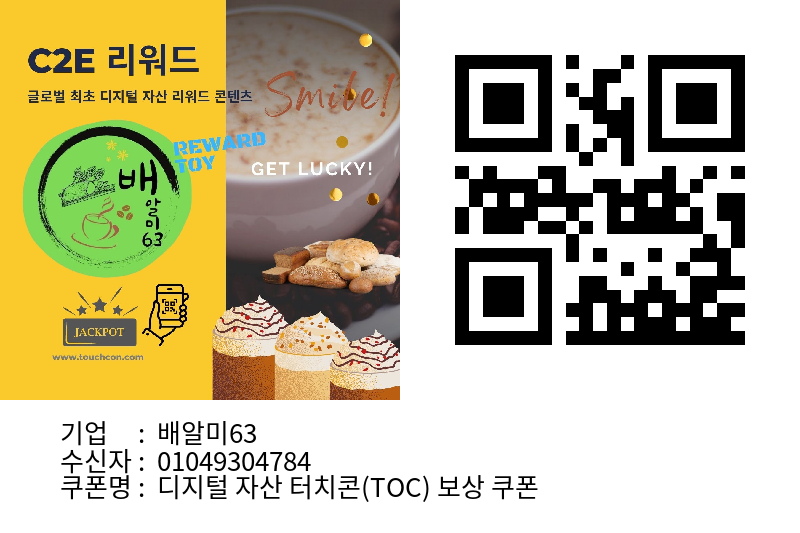 C2E 리워드
글로벌 최초 디지털 자산 리워드 콘텐츠
Smile!
REWARD
TOY
GET LUCKY!
배
알
미
63
JACKPOT
www.touchcon.com
기업 : 배알미63
수신자 : 01049304784
쿠폰명 : 디지털 자산 터치콘(TOC) 보상 쿠폰